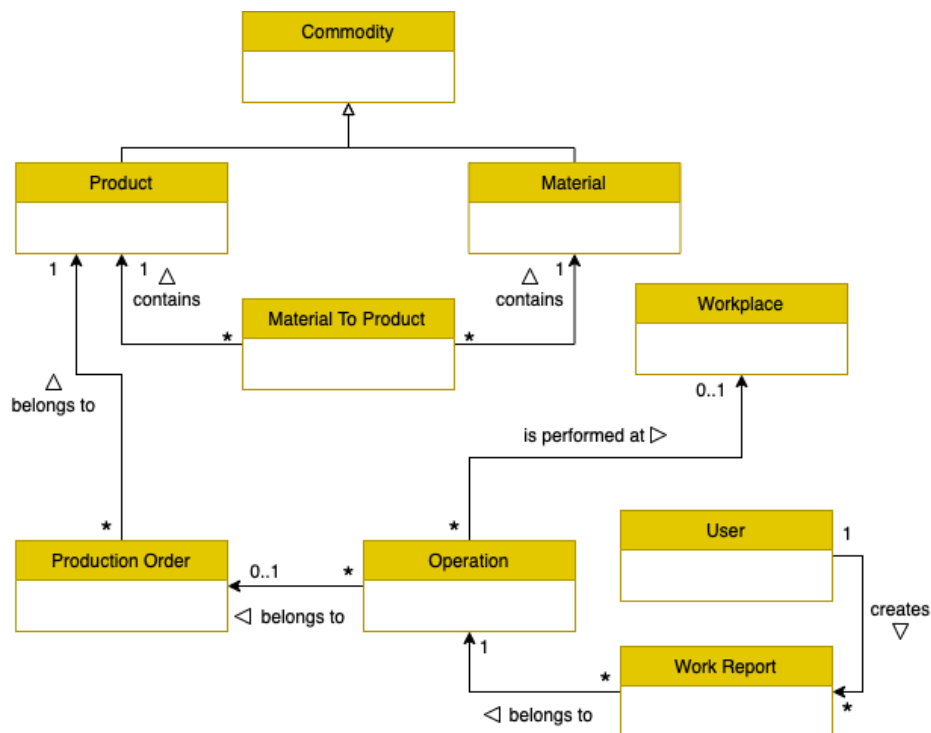 Commodity
Product
Material
1
1
contains
contains
1
Material To Product
*
*
Workplace
0..1
belongs to
is performed at
*
*
Production Order
0..1
*
Operation
User
1
belongs to
creates
1
*
Work Report
*
belongs to